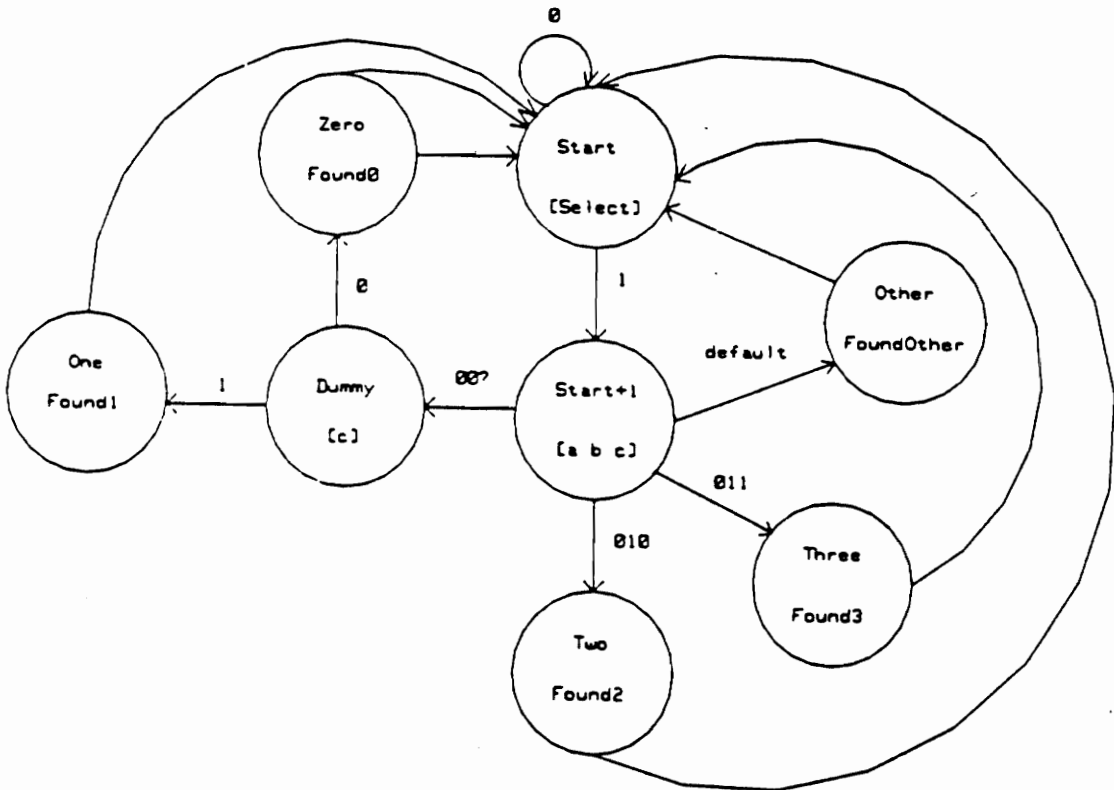 0
Zero
Found0
Start
[Select]
0
1
Other
FoundOther
default
One
Found1
1
Dummy
[c]
00?
Start+1
[a b c]
011
010
Three
Found3
Two
Found2